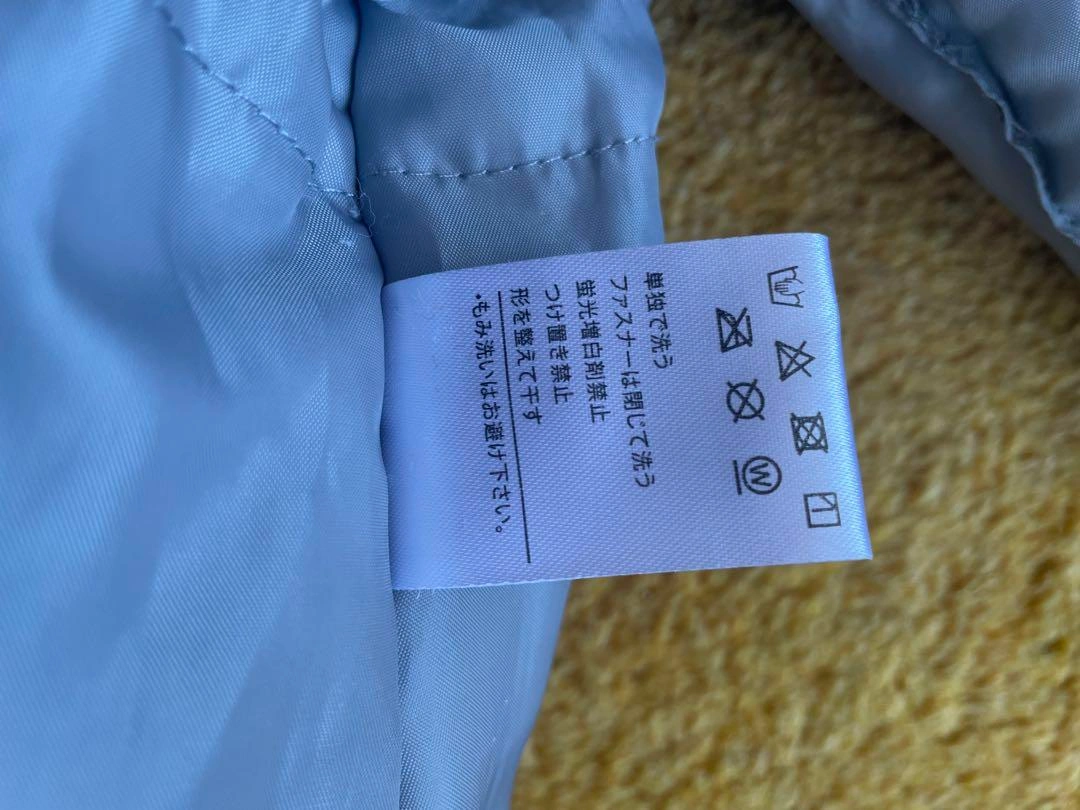 W
単独で洗う
ファスナーは閉じて洗う
蛍光増白剤禁止
つけ置き禁止
形を整えて干す
・もみ洗いはお避け下さい。